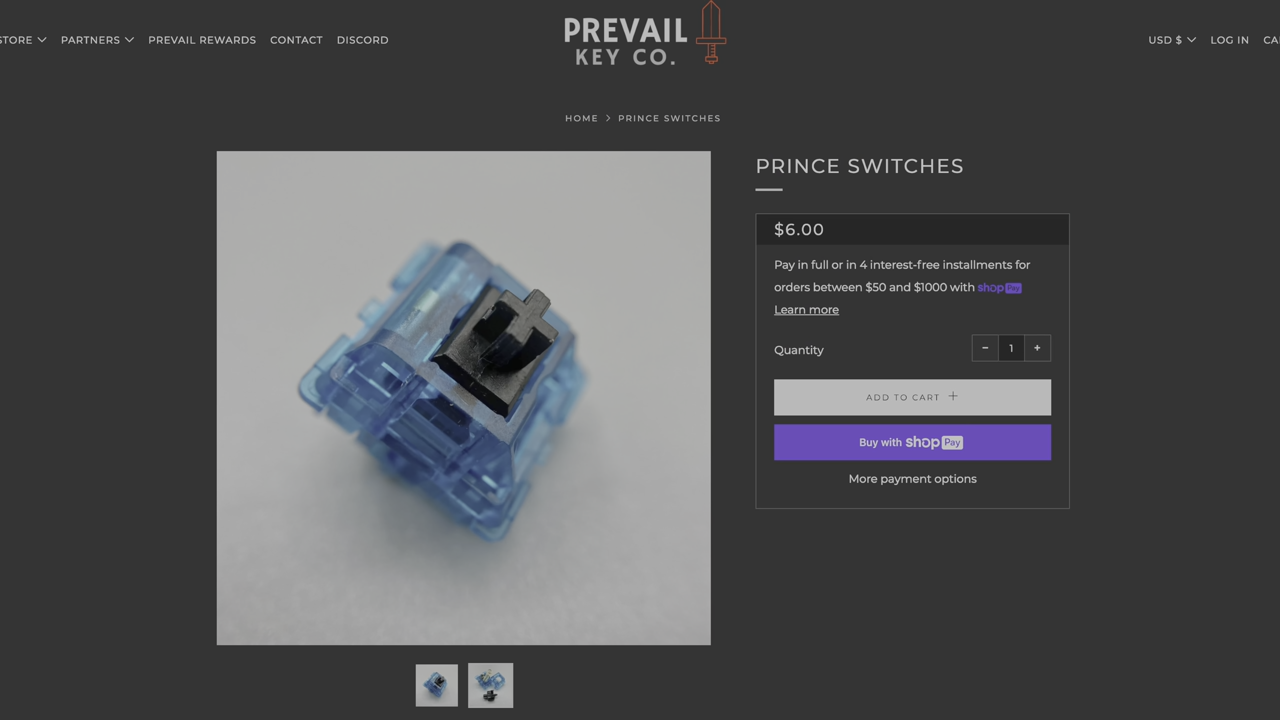 STORE
PARTNERS
PREVAIL REWARDS
CONTACT
DISCORD
PREVAIL
KEY CO.
USD $
LOG IN
HOME > PRINCE SWITCHES
PRINCE SWITCHES
$6.00
Pay in full or in 4 interest-free installments for
orders between $50 and $1000 with shop Pay
Learn more
Quantity
− 1 +
ADD TO CART +
Buy with shop Pay
More payment options